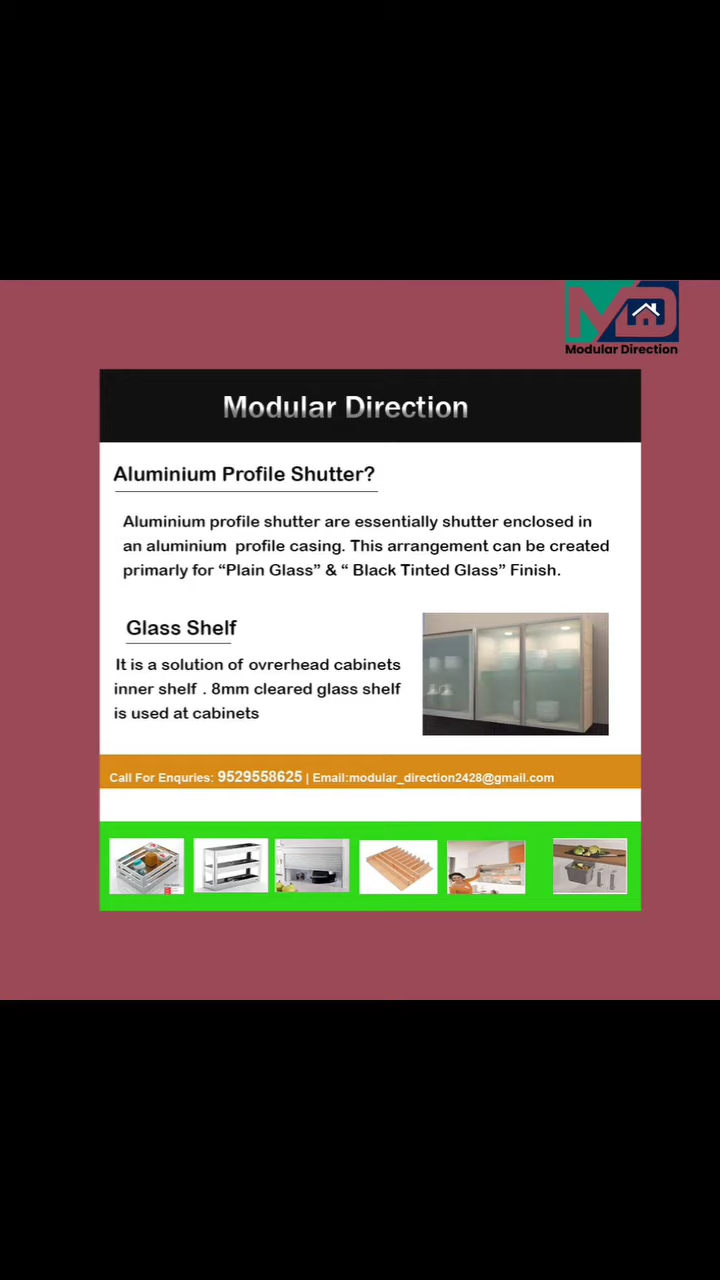 MD
Modular Direction
Modular Direction
Aluminium Profile Shutter?
Aluminium profile shutter are essentially shutter enclosed in
an aluminium profile casing. This arrangement can be created
primarly for “Plain Glass” & “ Black Tinted Glass” Finish.
Glass Shelf
It is a solution of ovrerhead cabinets
inner shelf . 8mm cleared glass shelf
is used at cabinets
Call For Enquries: 9529558625 | Email:modular_direction2428@gmail.com